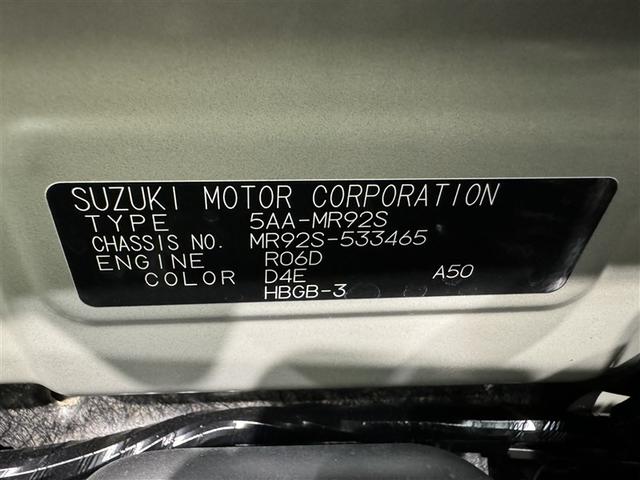 SUZUKI MOTOR CORPORATION
TYPE 5AA-MR92S
CHASSIS NO. MR92S-533465
ENGINE R06D
COLOR D4E A50
HBGB-3